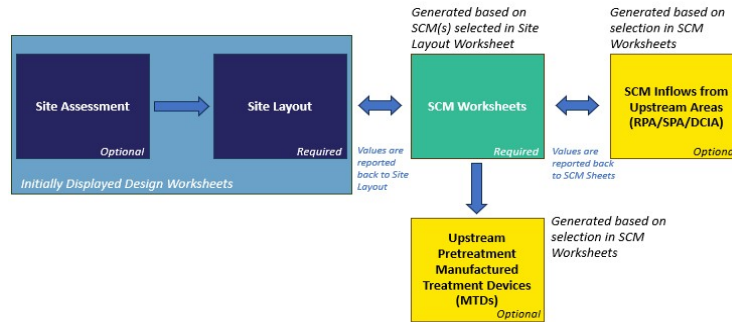 Generated based on
SCM(s) selected in Site
Layout Worksheet
Generated based on
selection in SCM
Worksheets
Site Assessment
Optional
Site Layout
Required
Initially Displayed Design Worksheets
Values are
reported
back to Site
Layout
SCM Worksheets
Required
Values are
reported back
to SCM Sheets
SCM Inflows from
Upstream Areas
(RPA/SPA/DCIA)
Optional
Upstream
Pretreatment
Manufactured
Treatment Devices
(MTDs)
Optional
Generated based on
selection in SCM
Worksheets